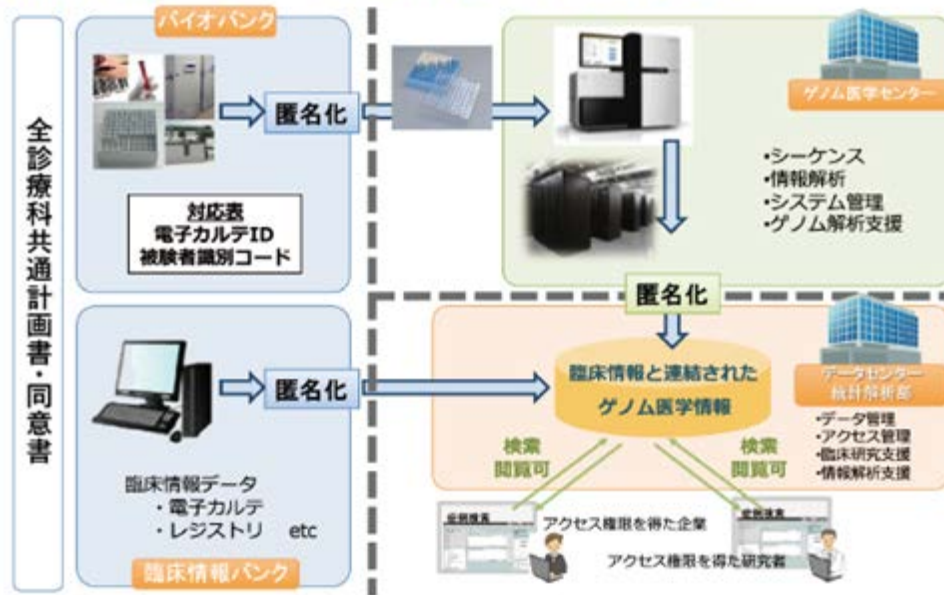 全診療科共通計画書・同意書
バイオバンク
匿名化
対応表
電子カルテID
被験者識別コード
ゲノム医学センター
・シーケンス
・情報解析
・システム管理
・ゲノム解析支援
匿名化
匿名化
臨床情報データ
・電子カルテ
・レジストリ etc
臨床情報バンク
臨床情報と連結された
ゲノム医学情報
データセンター
統計解析部
・データ管理
・アクセス管理
・臨床研究支援
・情報解析支援
検索
閲覧可
検索
閲覧可
症例検索
アクセス権限を得た企業
症例検索
アクセス権限を得た研究者